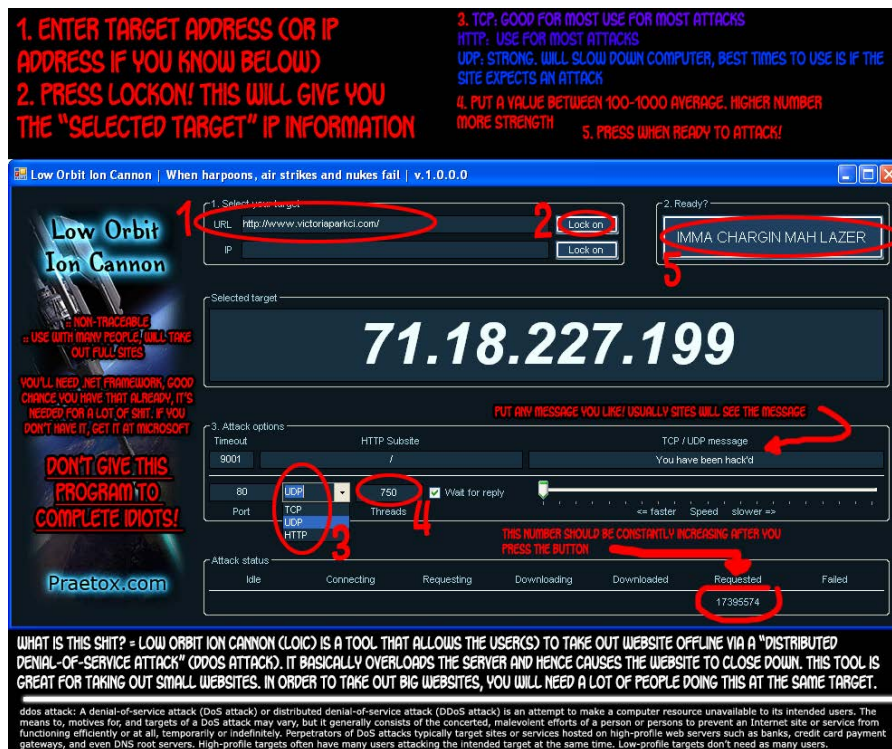 1. ENTER TARGET ADDRESS (OR IP
ADDRESS IF YOU KNOW BELOW)
2. PRESS LOCKON! THIS WILL GIVE YOU
THE "SELECTED TARGET" IP INFORMATION
3. TCP: GOOD FOR MOST USE FOR MOST ATTACKS
HTTP: USE FOR MOST ATTACKS
UDP: STRONG. WILL SLOW DOWN COMPUTER, BEST TIMES TO USE IS IF THE
SITE EXPECTS AN ATTACK
4. PUT A VALUE BETWEEN 100-1000 AVERAGE. HIGHER NUMBER
MORE STRENGTH
5. PRESS WHEN READY TO ATTACK!
Low Orbit Ion Cannon | When harpoons, air strikes and nukes fail | v.1.0.0.0
Low Orbit
Ion Cannon
:: NON-TRACEABLE
:: USE WITH MANY PEOPLE, WILL TAKE
OUT FULL SITES
YOU'LL NEED .NET FRAMEWORK, GOOD
CHANCE YOU HAVE THAT ALREADY, IT'S
NEEDED FOR A LOT OF SHIT. IF YOU
DON'T HAVE IT, GET IT AT MICROSOFT
DON'T GIVE THIS
PROGRAM TO
COMPLETE IDIOTS!
Praetox.com
1. Select your target
1
URL http://www.victoriaparkci.com/
2
Lock on
IP
Lock on
2. Ready?
IMMA CHARGIN MAH LAZER
5
Selected target
71.18.227.199
PUT ANY MESSAGE YOU LIKE! USUALLY SITES WILL SEE THE MESSAGE
3. Attack options
Timeout HTTP Subsite TCP / UDP message
9001 / You have been hack'd
80 UDP 750 Wait for reply
Port Threads <= faster Speed slower =>
TCP
UDP
HTTP
3
4
THIS NUMBER SHOULD BE CONSTANTLY INCREASING AFTER YOU
PRESS THE BUTTON
Attack status
Idle Connecting Requesting Downloading Downloaded Requested Failed
17395574
WHAT IS THIS SHIT? = LOW ORBIT ION CANNON (LOIC) IS A TOOL THAT ALLOWS THE USER(S) TO TAKE OUT WEBSITE OFFLINE VIA A "DISTRIBUTED
DENIAL-OF-SERVICE ATTACK" (DDOS ATTACK). IT BASICALLY OVERLOADS THE SERVER AND HENCE CAUSES THE WEBSITE TO CLOSE DOWN. THIS TOOL IS
GREAT FOR TAKING OUT SMALL WEBSITES. IN ORDER TO TAKE OUT BIG WEBSITES, YOU WILL NEED A LOT OF PEOPLE DOING THIS AT THE SAME TARGET.
ddos attack: A denial-of-service attack (DoS attack) or distributed denial-of-service attack (DDoS attack) is an attempt to make a computer resource unavailable to its intended users. The
means to, motives for, and targets of a DoS attack may vary, but it generally consists of the concerted, malevolent efforts of a person or persons to prevent an Internet site or service from
functioning efficiently or at all, temporarily or indefinitely. Perpetrators of DoS attacks typically target sites or services hosted on high-profile web servers such as banks, credit card payment
gateways, and even DNS root servers. High-profile targets often have many users attacking the intended target at the same time. Low-profile targets don't need as many users